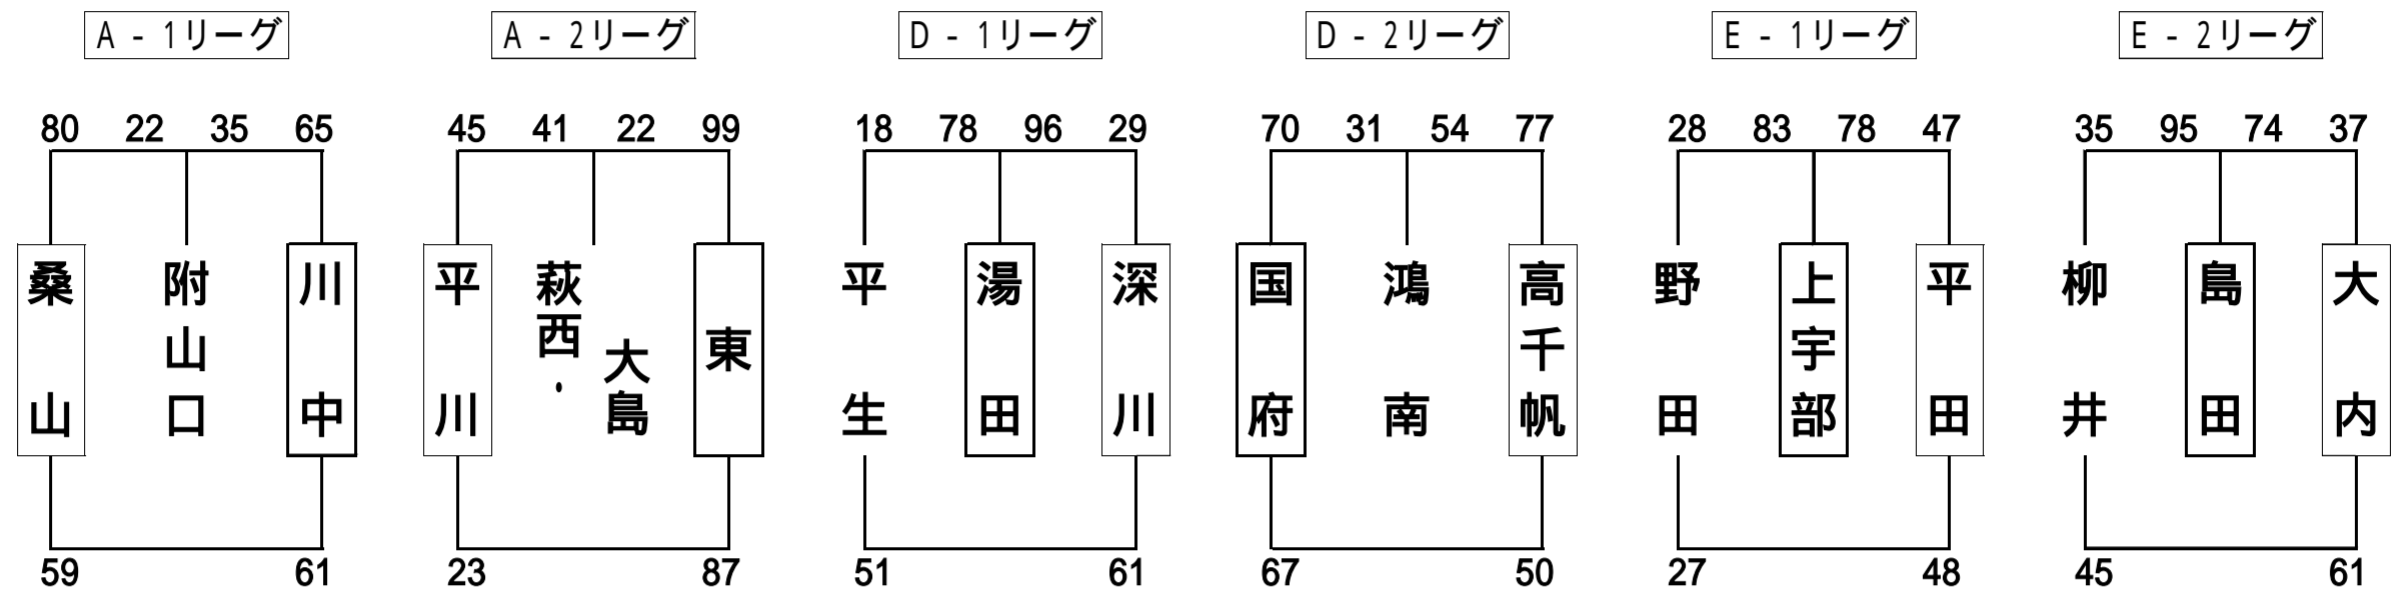 A - 1リーグ
A - 2リーグ
D - 1リーグ
D - 2リーグ
E - 1リーグ
E - 2リーグ
80 22 35 65
45 41 22 99
18 78 96 29
70 31 54 77
28 83 78 47
35 95 74 37
桑山
附山口
川中
平川
萩西・
大島
東
平生
湯田
深川
国府
鴻南
高千帆
野田
上宇部
平田
柳井
島田
大内
59 61
23 87
51 61
67 50
27 48
45 61